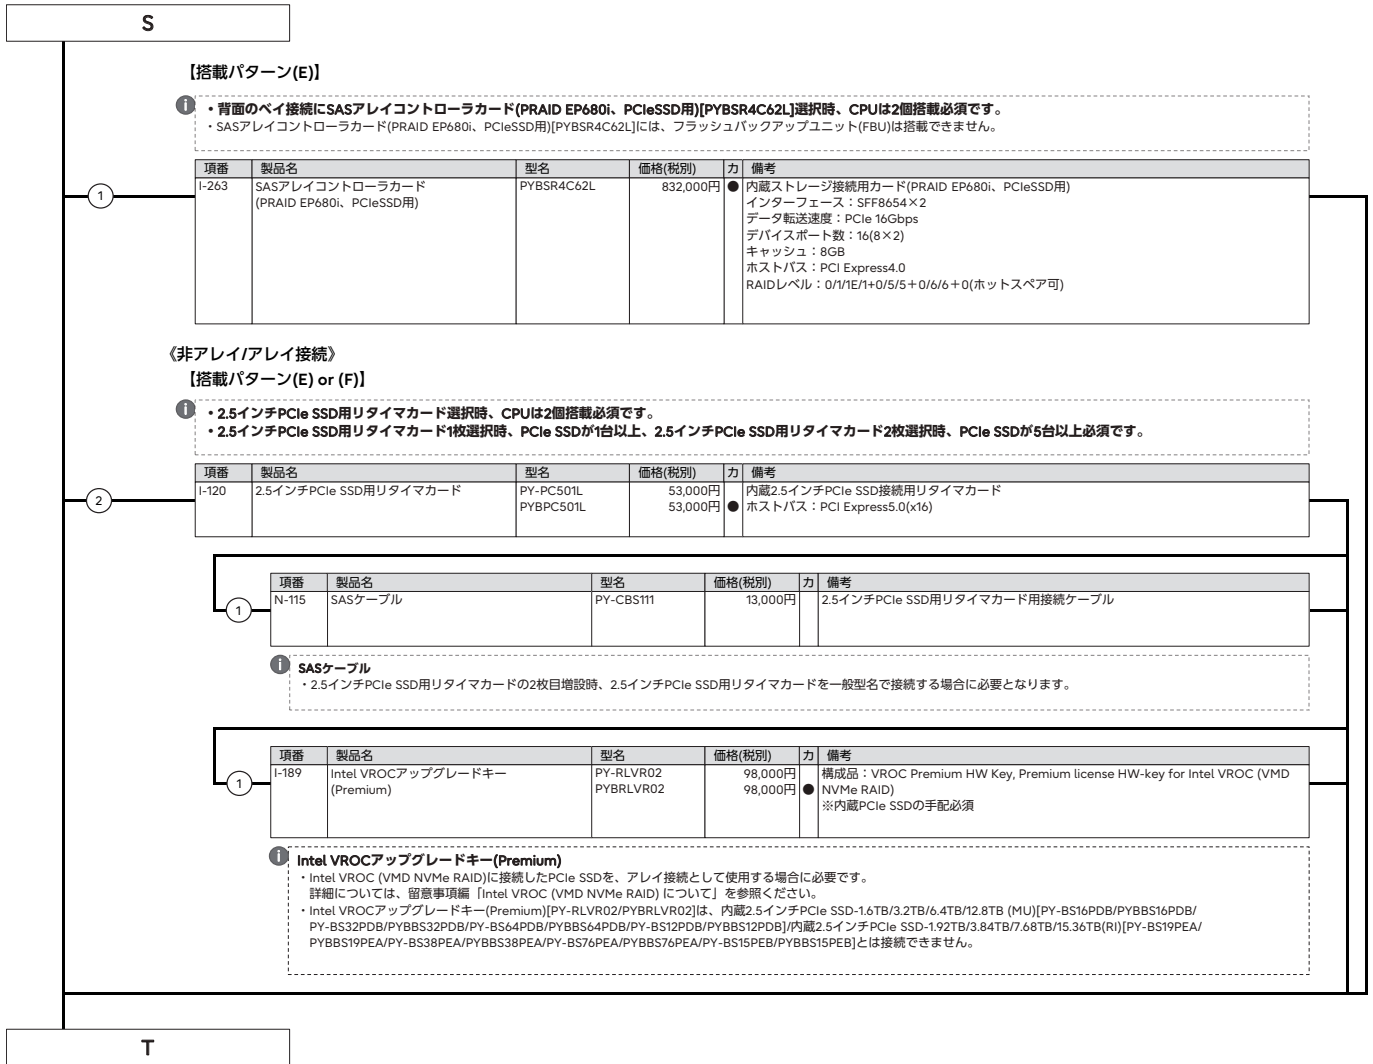 S
【搭載パターン(E)】
・背面のベイ接続にSASアレイコントローラカード(PRAID EP680i、PCIeSSD用)[PYBSR4C62L]選択時、CPUは2個搭載必須です。
・SASアレイコントローラカード(PRAID EP680i、PCIeSSD用)[PYBSR4C62L]には、フラッシュバックアップユニット(FBU)は搭載できません。
項番 製品名 型名 価格(税別) カ 備考
1 I-263 SASアレイコントローラカード PYBSR4C62L 832,000円 ● 内蔵ストレージ接続用カード(PRAID EP680i、PCIeSSD用)
(PRAID EP680i、PCIeSSD用) インターフェース：SFF8654×2
データ転送速度：PCIe 16Gbps
デバイスポート数：16(8×2)
キャッシュ：8GB
ホストバス：PCI Express4.0
RAIDレベル：0/1/1E/1+0/5/5＋0/6/6＋0(ホットスペア可)
《非アレイ/アレイ接続》
【搭載パターン(E) or (F)】
・2.5インチPCIe SSD用リタイマカード選択時、CPUは2個搭載必須です。
・2.5インチPCIe SSD用リタイマカード1枚選択時、PCIe SSDが1台以上、2.5インチPCIe SSD用リタイマカード2枚選択時、PCIe SSDが5台以上必須です。
項番 製品名 型名 価格(税別) カ 備考
2 I-120 2.5インチPCIe SSD用リタイマカード PY-PC501L 53,000円 内蔵2.5インチPCIe SSD接続用リタイマカード
PYBPC501L 53,000円 ● ホストバス：PCI Express5.0(x16)
項番 製品名 型名 価格(税別) カ 備考
1 N-115 SASケーブル PY-CBS111 13,000円 2.5インチPCIe SSD用リタイマカード用接続ケーブル
SASケーブル
・2.5インチPCIe SSD用リタイマカードの2枚目増設時、2.5インチPCIe SSD用リタイマカードを一般型名で接続する場合に必要となります。
項番 製品名 型名 価格(税別) カ 備考
1 I-189 Intel VROCアップグレードキー PY-RLVR02 98,000円 構成品：VROC Premium HW Key, Premium license HW-key for Intel VROC (VMD
(Premium) PYBRLVR02 98,000円 ● NVMe RAID)
※内蔵PCIe SSDの手配必須
Intel VROCアップグレードキー(Premium)
・Intel VROC (VMD NVMe RAID)に接続したPCIe SSDを、アレイ接続として使用する場合に必要です。
詳細については、留意事項編「Intel VROC (VMD NVMe RAID) について」を参照ください。
・Intel VROCアップグレードキー(Premium)[PY-RLVR02/PYBRLVR02]は、内蔵2.5インチPCIe SSD-1.6TB/3.2TB/6.4TB/12.8TB (MU)[PY-BS16PDB/PYBBS16PDB/
PY-BS32PDB/PYBBS32PDB/PY-BS64PDB/PYBBS64PDB/PY-BS12PDB/PYBBS12PDB]/内蔵2.5インチPCIe SSD-1.92TB/3.84TB/7.68TB/15.36TB(RI)[PY-BS19PEA/
PYBBS19PEA/PY-BS38PEA/PYBBS38PEA/PY-BS76PEA/PYBBS76PEA/PY-BS15PEB/PYBBS15PEB]とは接続できません。
T